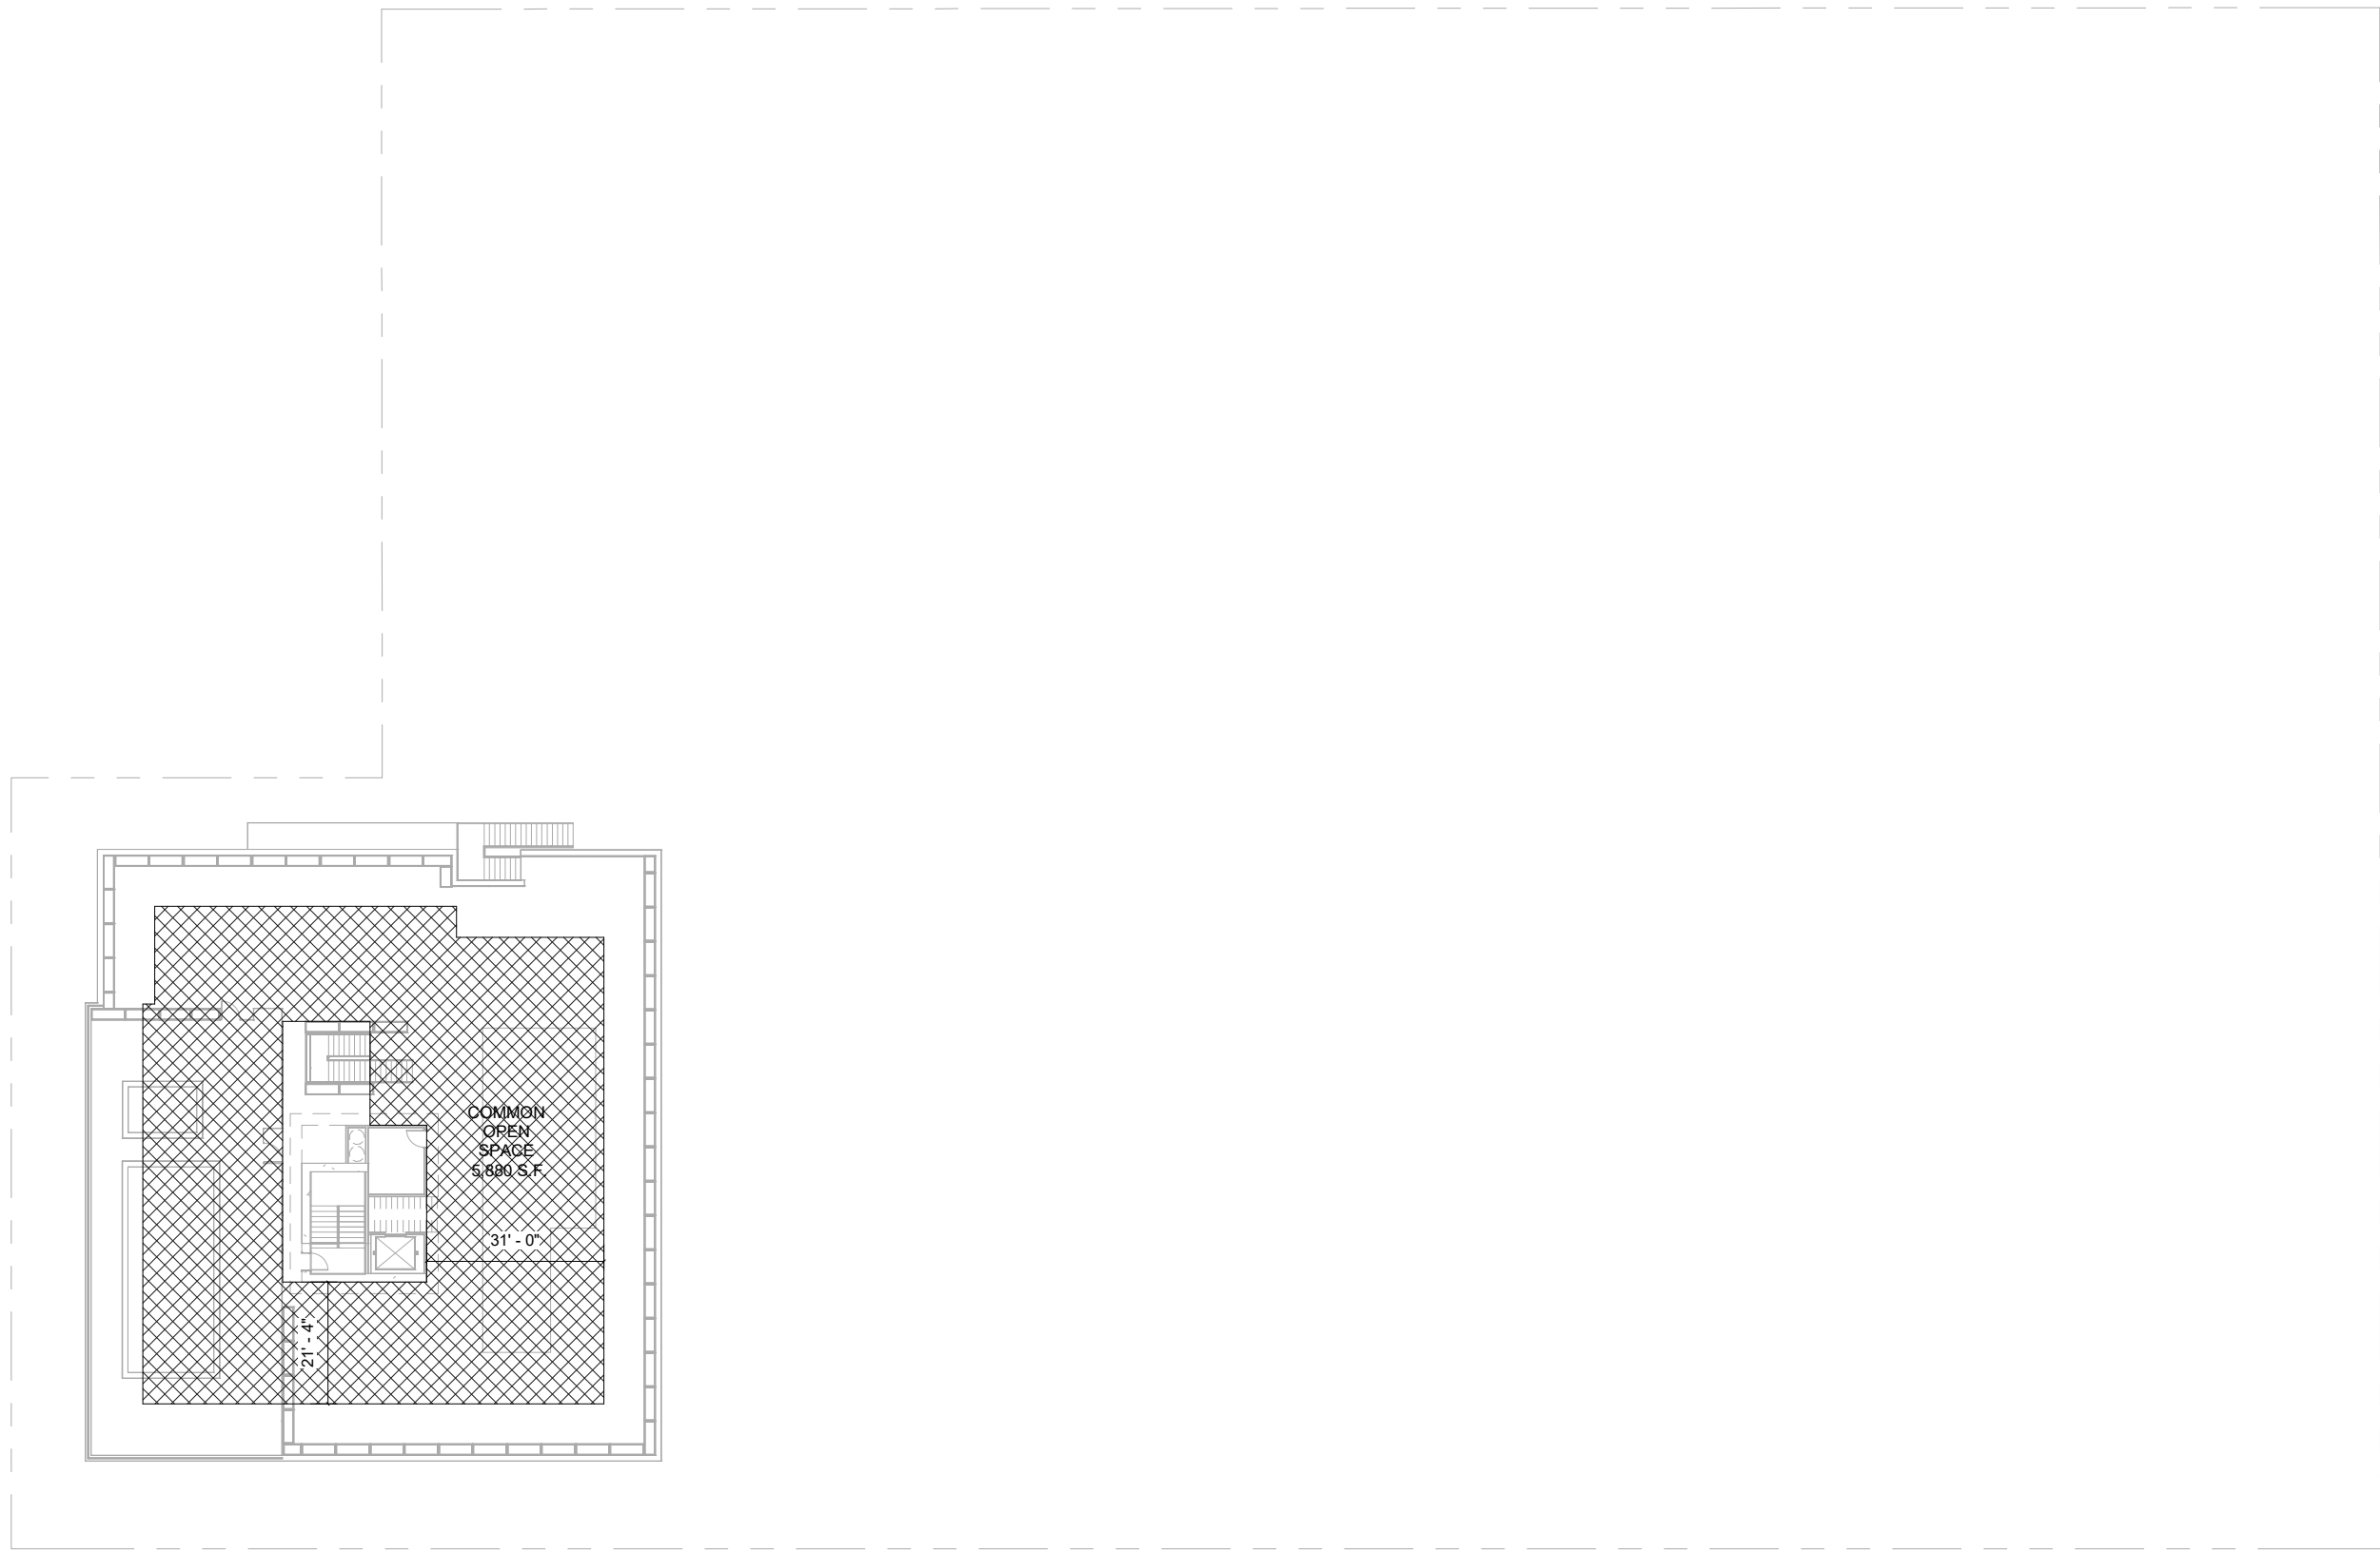 COMMON
OPEN
SPACE
5,880 S.F.
31' - 0"
21' - 4"